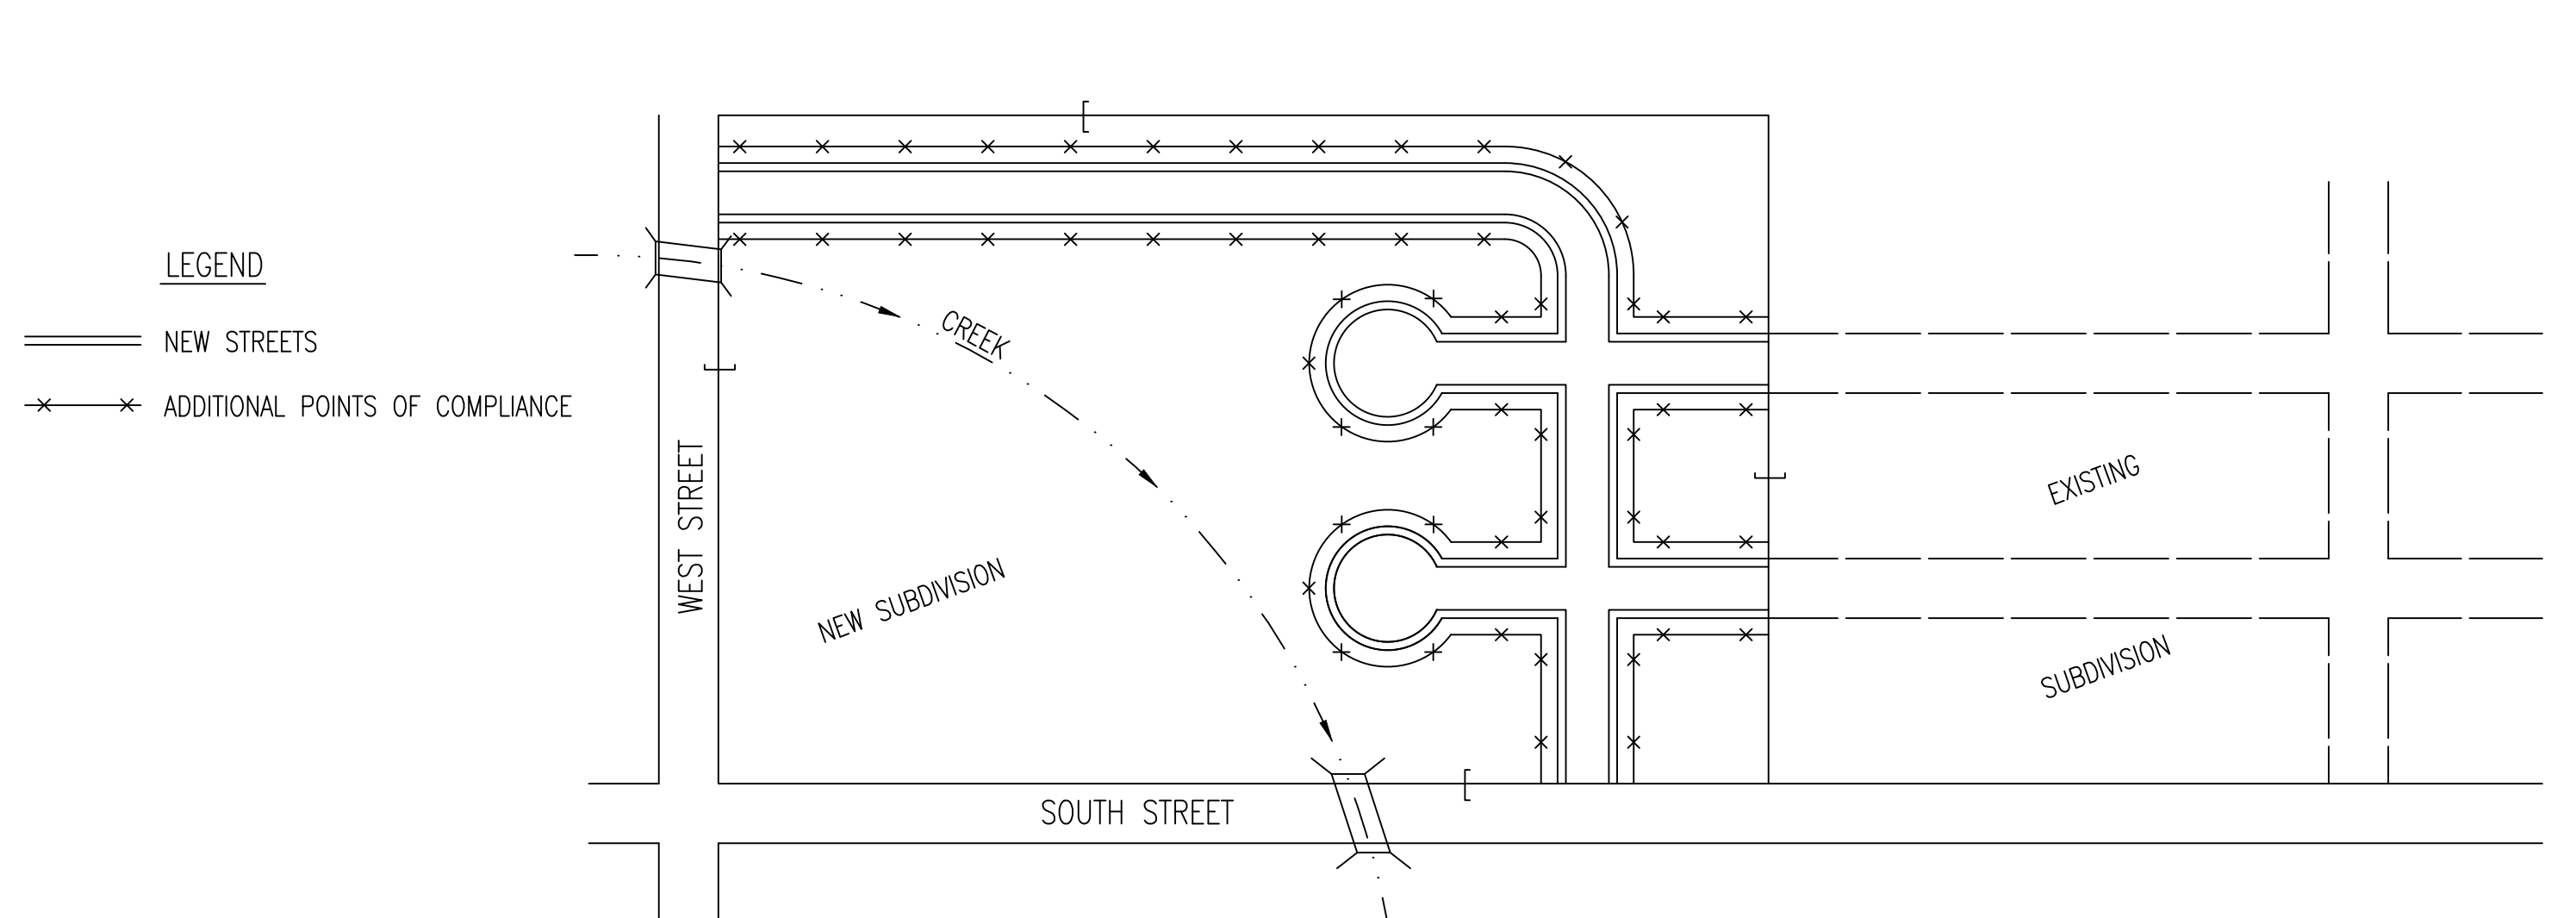 LEGEND
NEW STREETS
ADDITIONAL POINTS OF COMPLIANCE
WEST STREET
CREEK
NEW SUBDIVISION
SOUTH STREET
EXISTING
SUBDIVISION